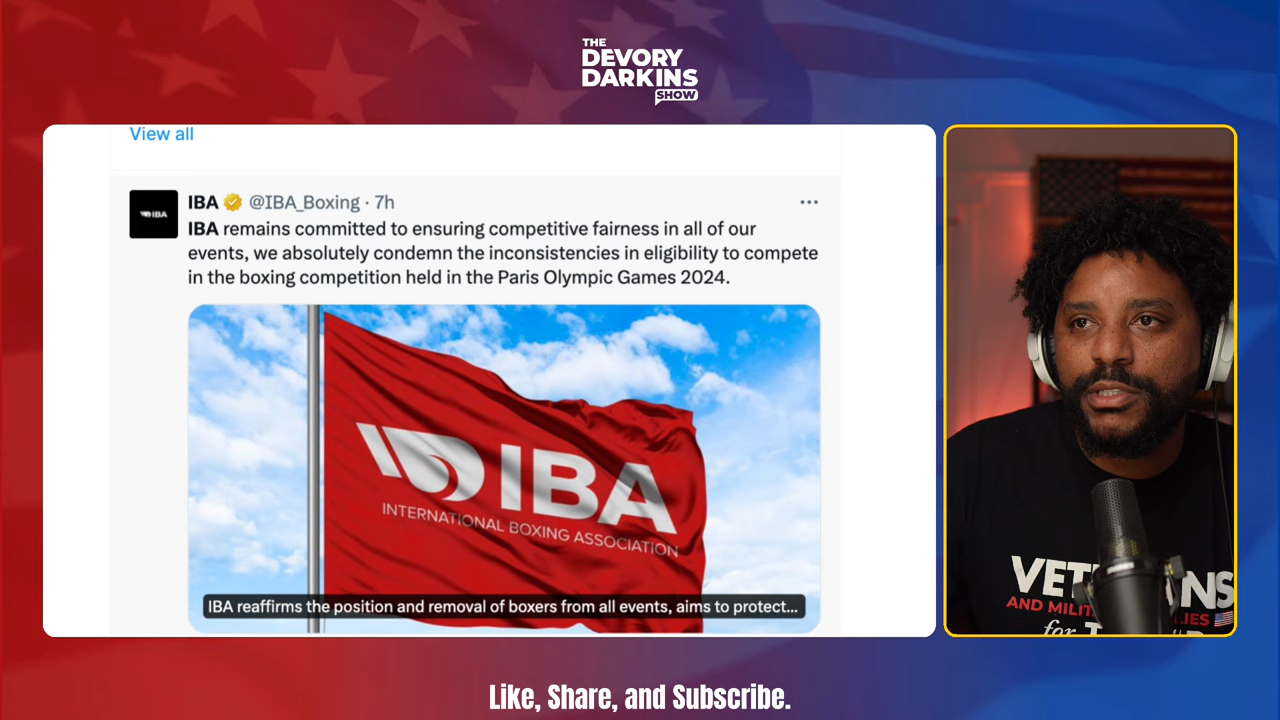 THE
DEVORY
DARKINS
SHOW
View all
IBA @IBA_Boxing · 7h
IBA remains committed to ensuring competitive fairness in all of our
events, we absolutely condemn the inconsistencies in eligibility to compete
in the boxing competition held in the Paris Olympic Games 2024.
IBA
IBA
INTERNATIONAL BOXING ASSOCIATION
IBA reaffirms the position and removal of boxers from all events, aims to protect...
AND
for
Like, Share, and Subscribe.